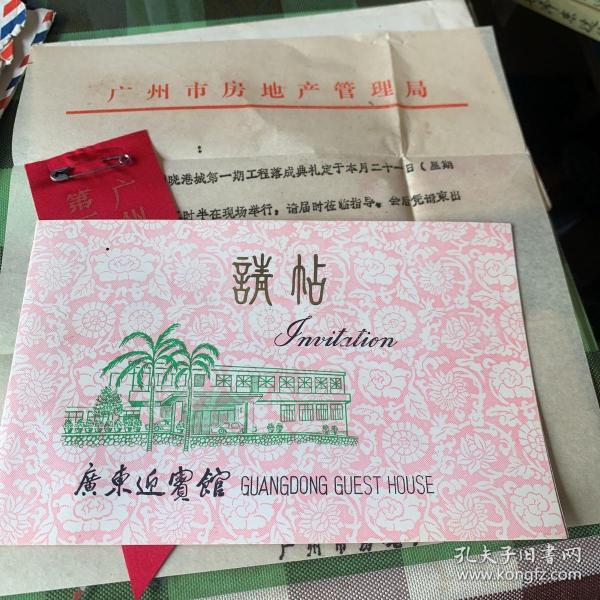 广州市房地产管理局
:
晓港城第一期工程落成典礼定于本月二十一日（星期
时半在现场举行，请届时莅临指导。会后凭请柬出
广州
第
請帖
Invitation
廣東迎賓館 GUANGDONG GUEST HOUSE
广州市房地产
孔夫子旧书网
www.kongfz.com